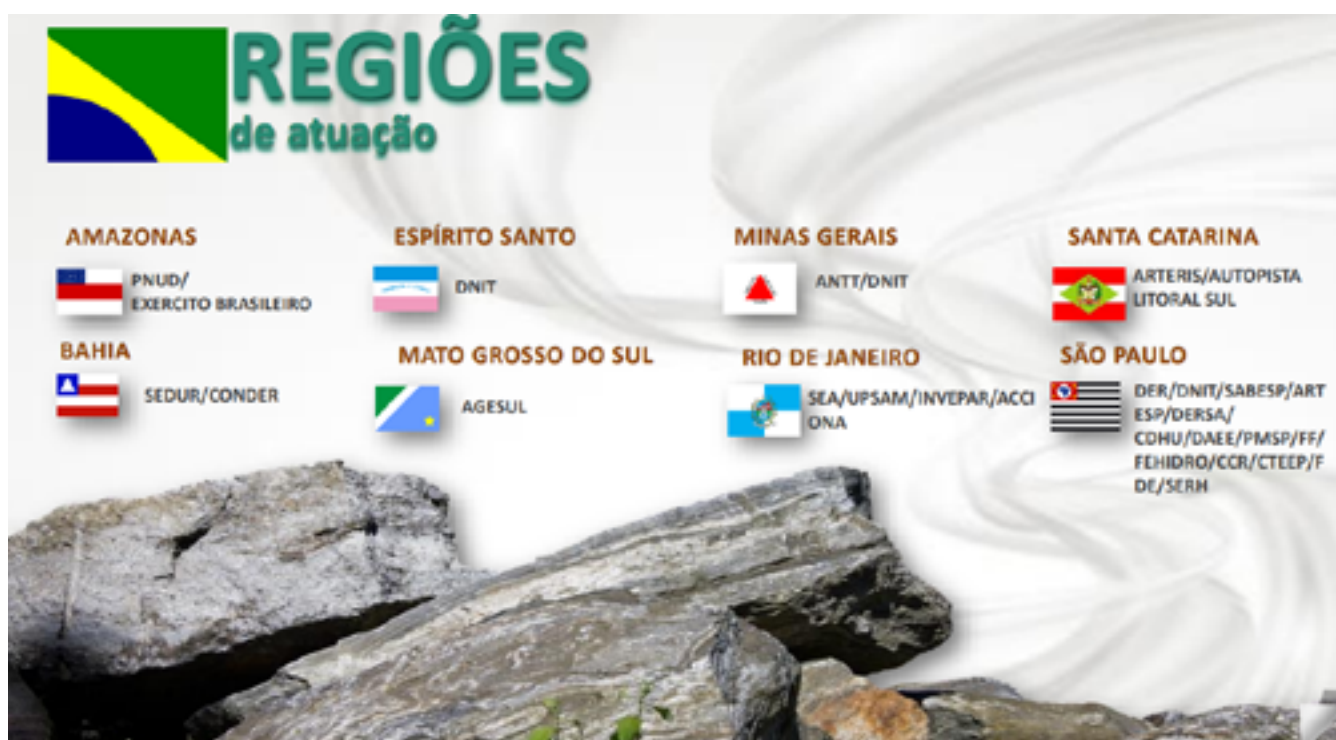 REGIÕES
de atuação
AMAZONAS
PNUD/
EXERCITO BRASILEIRO
ESPÍRITO SANTO
DNIT
MINAS GERAIS
ANTT/DNIT
SANTA CATARINA
ARTERIS/AUTOPISTA
LITORAL SUL
BAHIA
SEDUR/CONDER
MATO GROSSO DO SUL
AGESUL
RIO DE JANEIRO
SEA/UPSAM/INVEPAR/ACCI
ONA
SÃO PAULO
DER/DNIT/SABESP/ART
ESP/DERSA/
CDHU/DAEE/PMSP/FF/
FEHIDRO/CCR/CTEEP/F
DE/SERH